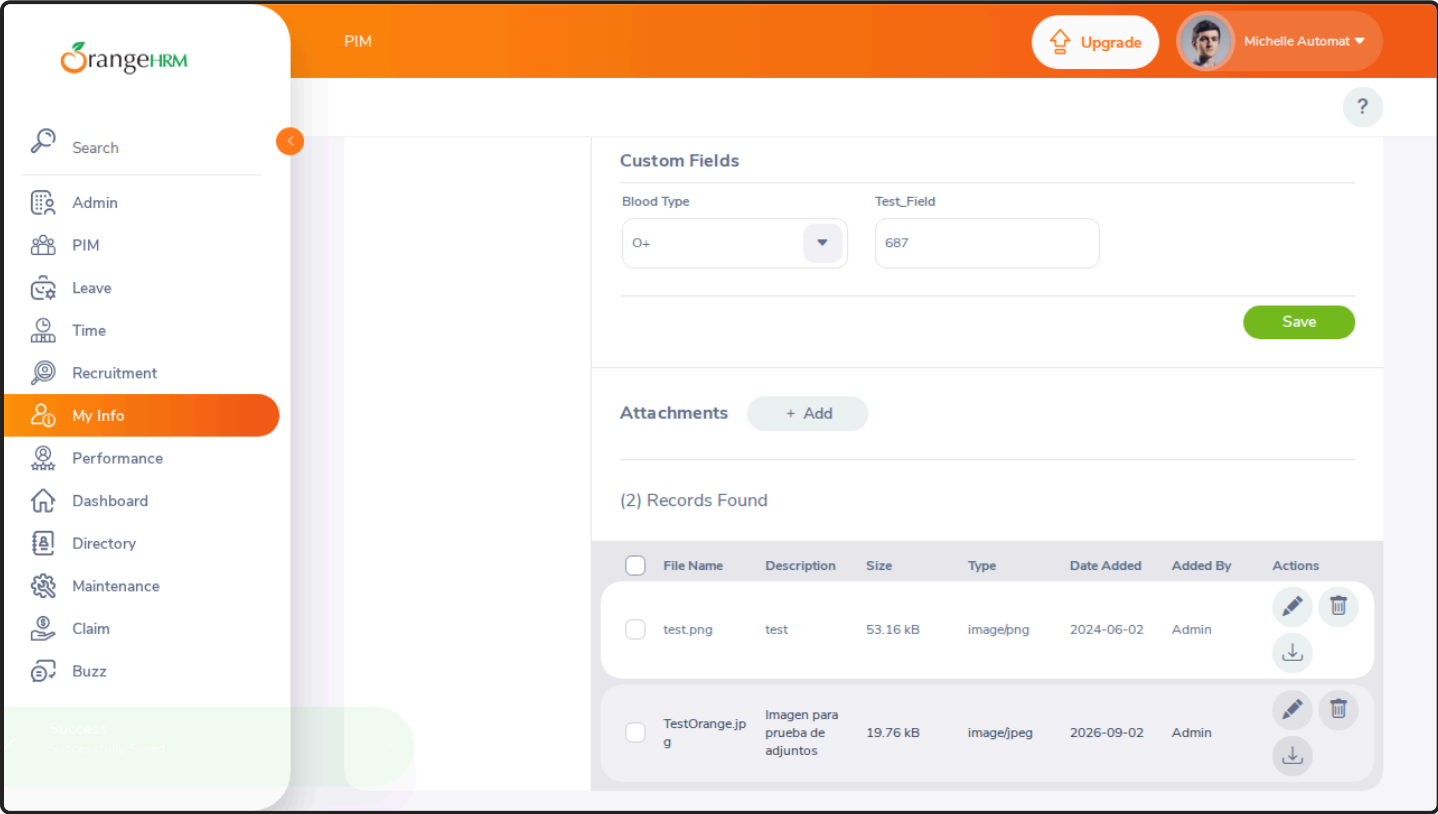 OrangeHRM
PIM
Upgrade
Michelle Automat
?
Search
Admin
PIM
Leave
Time
Recruitment
My Info
Performance
Dashboard
Directory
Maintenance
Claim
Buzz
Success
Successfully Saved
Custom Fields
Blood Type
Test_Field
O+
687
Save
Attachments
+ Add
(2) Records Found
File Name Description Size Type Date Added Added By Actions
test.png test 53.16 kB image/png 2024-06-02 Admin
TestOrange.jp
g
Imagen para
prueba de
adjuntos
19.76 kB image/jpeg 2026-09-02 Admin